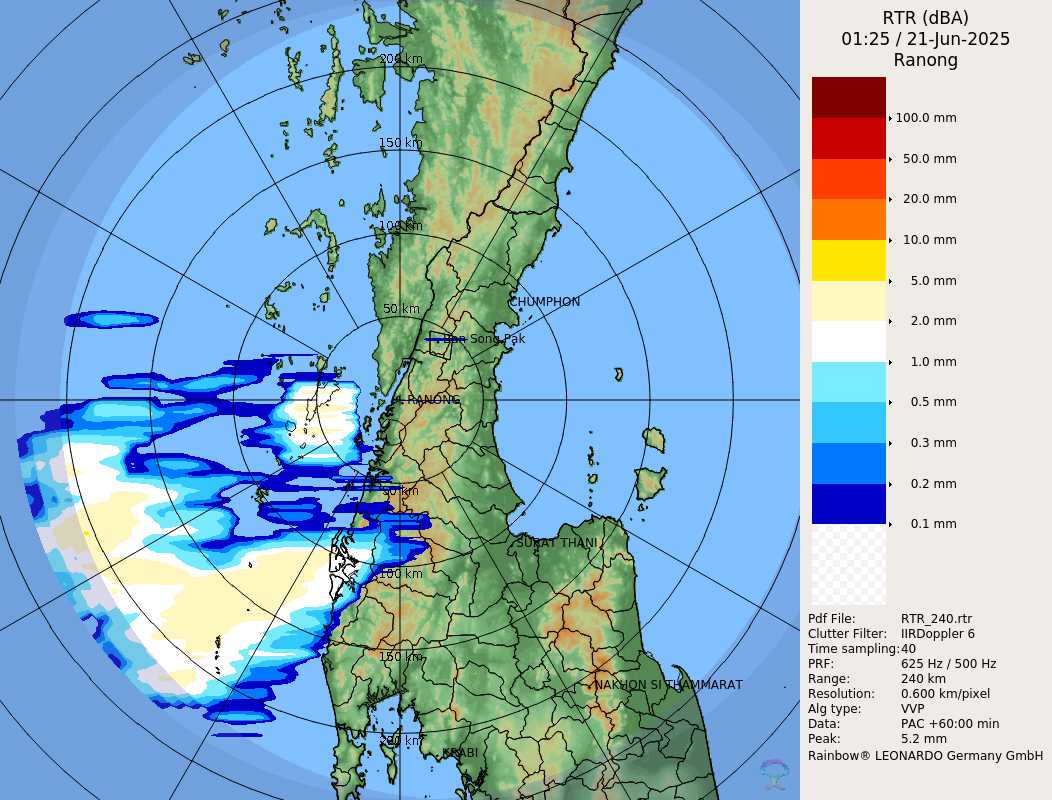 RTR (dBA)
01:25 / 21-Jun-2025
Ranong
200 km
150 km
100 km
50 km
CHUMPHON
Ban Song Pak
RANONG
50 km
SURAT THANI
100 km
150 km
NAKHON SI THAMMARAT
200 km
KRABI
100.0 mm
50.0 mm
20.0 mm
10.0 mm
5.0 mm
2.0 mm
1.0 mm
0.5 mm
0.3 mm
0.2 mm
0.1 mm
Pdf File: RTR_240.rtr
Clutter Filter: IIRDoppler 6
Time sampling:40
PRF: 625 Hz / 500 Hz
Range: 240 km
Resolution: 0.600 km/pixel
Alg type: VVP
Data: PAC +60:00 min
Peak: 5.2 mm
Rainbow® LEONARDO Germany GmbH